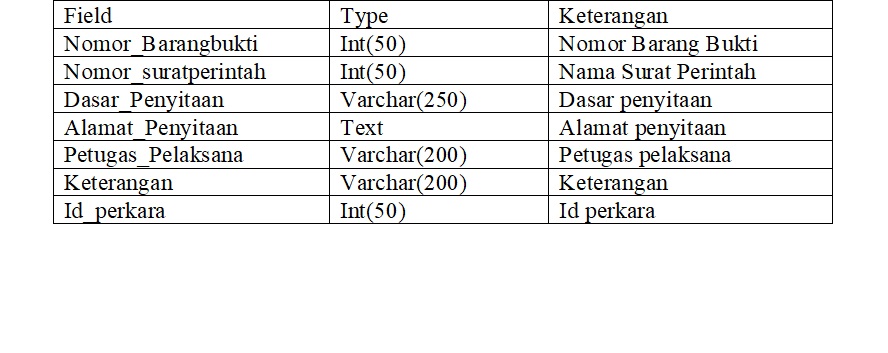 Field Type Keterangan
Nomor_Barangbukti Int(50) Nomor Barang Bukti
Nomor_suratperintah Int(50) Nama Surat Perintah
Dasar_Penyitaan Varchar(250) Dasar penyitaan
Alamat_Penyitaan Text Alamat penyitaan
Petugas_Pelaksana Varchar(200) Petugas pelaksana
Keterangan Varchar(200) Keterangan
Id_perkara Int(50) Id perkara